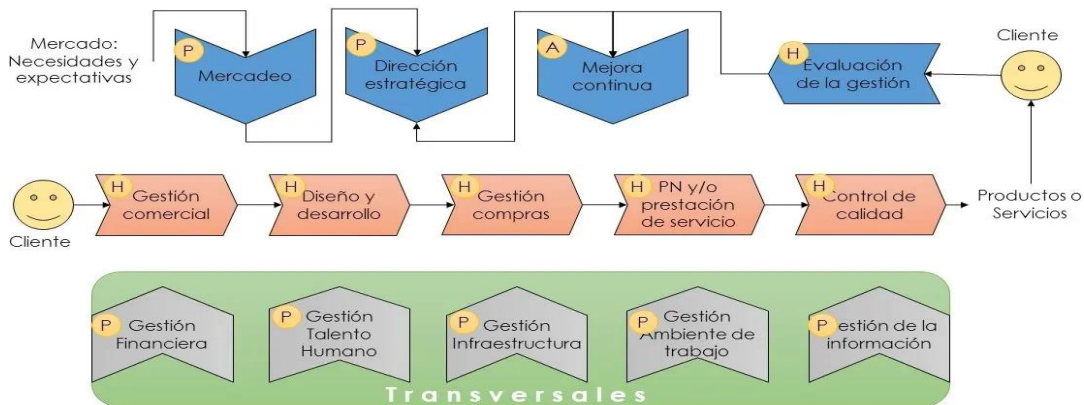 Mercado:
Necesidades y
expectativas
P
Mercadeo
P
Dirección
estratégica
A
Mejora
continua
H
Evaluación
de la gestión
Cliente
Cliente
H
Gestión
comercial
H
Diseño y
desarrollo
H
Gestión
compras
H
PN y/o
prestación
de servicio
H
Control de
calidad
Productos o
Servicios
P
Gestión
Financiera
P
Gestión
Talento
Humano
P
Gestión
Infraestructura
P
Gestión
Ambiente de
trabajo
P
Gestión de la
información
Transversales